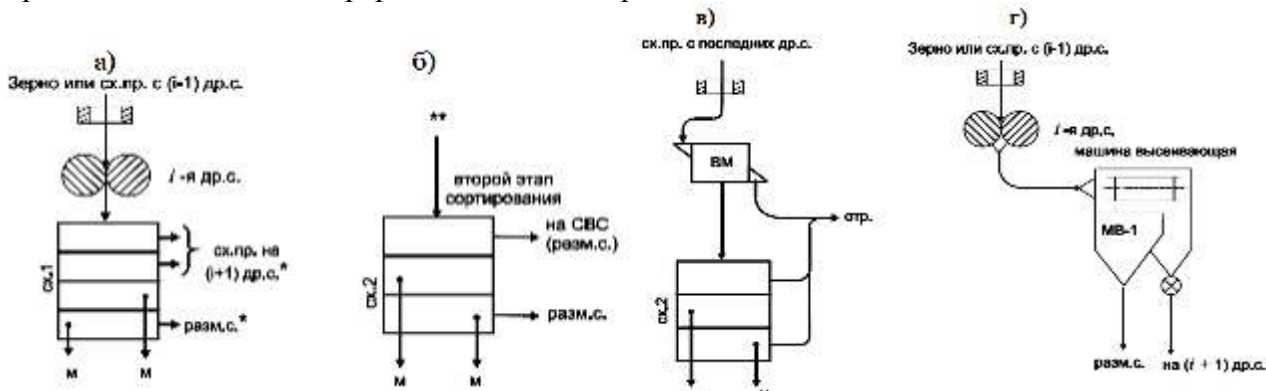 а)
Зерно или сх.пр. с (i-1) др.с.
i -я др.с.
сх.1
сх.пр. на
(i+1) др.с.*
разм.с.*
м м
б)
**
второй этап
сортирования
на СВС
(разм.с.)
сх.2
разм.с.
м м
в)
сх.пр. с последних др.с.
ВМ
отр.
сх.2
г)
Зерно или сх.пр. с (i-1) др.с.
i -я др.с.
машина высеивающая
МВ-1
разм.с. на (i + 1) др.с.